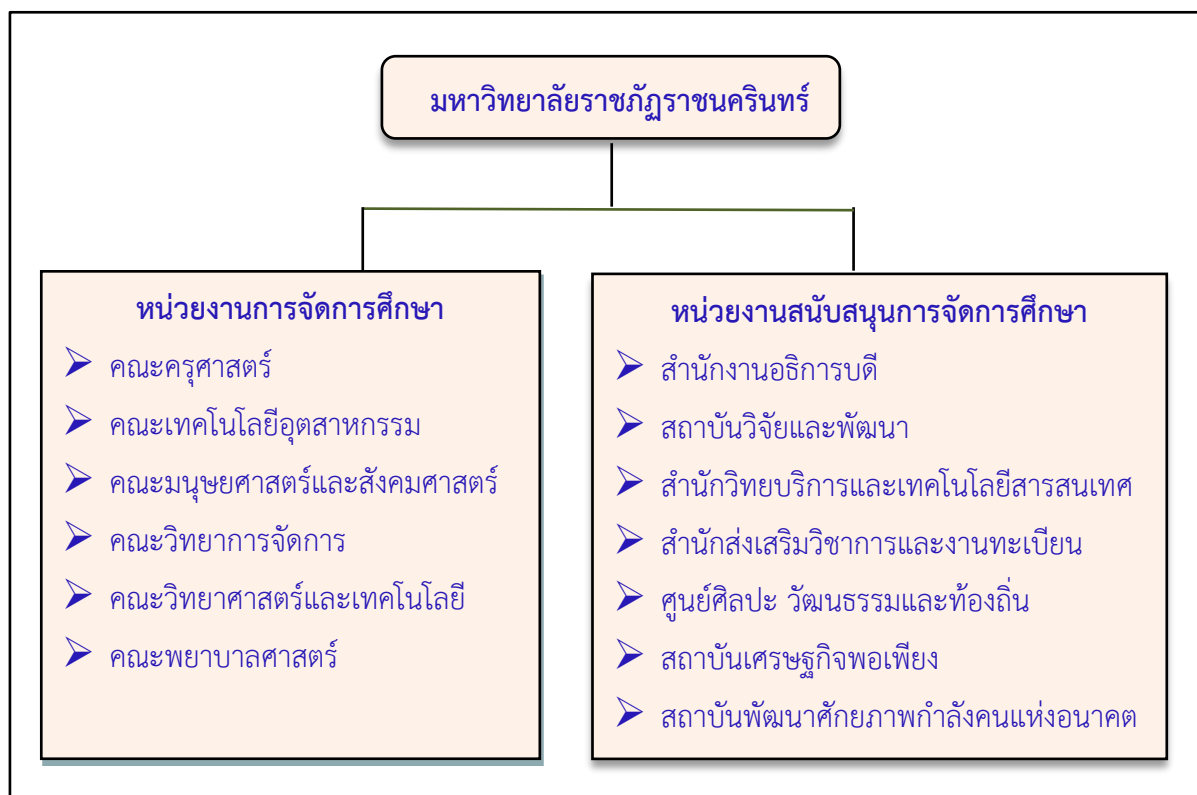 มหาวิทยาลัยราชภัฏราชนครินทร์
หน่วยงานการจัดการศึกษา
คณะครุศาสตร์
คณะเทคโนโลยีอุตสาหกรรม
คณะมนุษยศาสตร์และสังคมศาสตร์
คณะวิทยาการจัดการ
คณะวิทยาศาสตร์และเทคโนโลยี
คณะพยาบาลศาสตร์
หน่วยงานสนับสนุนการจัดการศึกษา
สำนักงานอธิการบดี
สถาบันวิจัยและพัฒนา
สำนักวิทยบริการและเทคโนโลยีสารสนเทศ
สำนักส่งเสริมวิชาการและงานทะเบียน
ศูนย์ศิลปะ วัฒนธรรมและท้องถิ่น
สถาบันเศรษฐกิจพอเพียง
สถาบันพัฒนาศักยภาพกำลังคนแห่งอนาคต